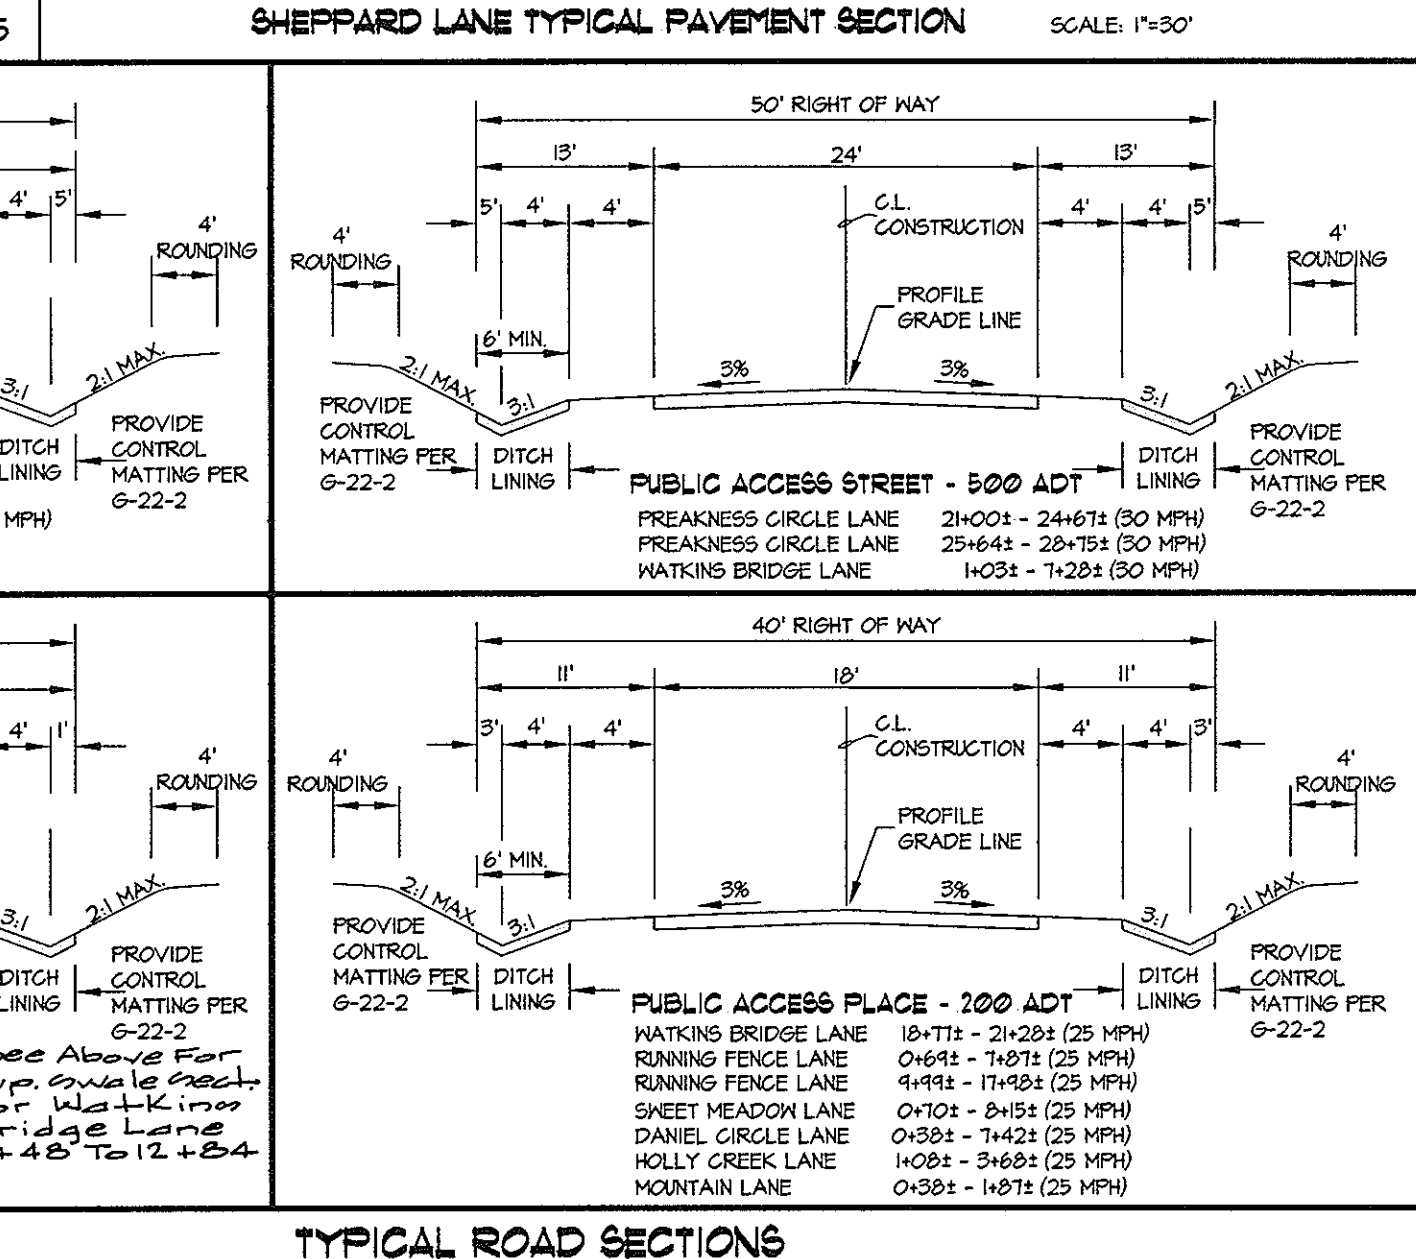 SHEPPARD LANE TYPICAL PAVEMENT SECTION SCALE: 1"=30'
4' 5'
4'
ROUNDING
3:1 2:1 MAX.
DITCH
LINING
PROVIDE
CONTROL
MATTING PER
G-22-2
MPH)
50' RIGHT OF WAY
13' 24' 13'
5' 4' 4' 4' 4' 5'
C.L.
CONSTRUCTION
4'
ROUNDING
4'
ROUNDING
PROFILE
GRADE LINE
6' MIN.
2:1 MAX. 3:1 3% 3% 3:1 2:1 MAX.
PROVIDE
CONTROL
MATTING PER
G-22-2
DITCH
LINING
DITCH
LINING
PROVIDE
CONTROL
MATTING PER
G-22-2
PUBLIC ACCESS STREET - 500 ADT
PREAKNESS CIRCLE LANE 21+00± - 24+67± (30 MPH)
PREAKNESS CIRCLE LANE 25+64± - 28+75± (30 MPH)
WATKINS BRIDGE LANE 1+03± - 7+28± (30 MPH)
4' 1'
4'
ROUNDING
3:1 2:1 MAX.
DITCH
LINING
PROVIDE
CONTROL
MATTING PER
G-22-2
See Above For
Typ. Swale Sect.
For Watkins
Bridge Lane
+48 To 12+84
40' RIGHT OF WAY
11' 18' 11'
3' 4' 4' 4' 4' 3'
C.L.
CONSTRUCTION
4'
ROUNDING
4'
ROUNDING
PROFILE
GRADE LINE
6' MIN.
2:1 MAX. 3:1 3% 3% 3:1 2:1 MAX.
PROVIDE
CONTROL
MATTING PER
G-22-2
DITCH
LINING
DITCH
LINING
PROVIDE
CONTROL
MATTING PER
G-22-2
PUBLIC ACCESS PLACE - 200 ADT
WATKINS BRIDGE LANE 18+77± - 21+28± (25 MPH)
RUNNING FENCE LANE 0+69± - 7+87± (25 MPH)
RUNNING FENCE LANE 9+99± - 17+98± (25 MPH)
SWEET MEADOW LANE 0+70± - 8+15± (25 MPH)
DANIEL CIRCLE LANE 0+38± - 7+42± (25 MPH)
HOLLY CREEK LANE 1+08± - 3+68± (25 MPH)
MOUNTAIN LANE 0+38± - 1+87± (25 MPH)
TYPICAL ROAD SECTIONS